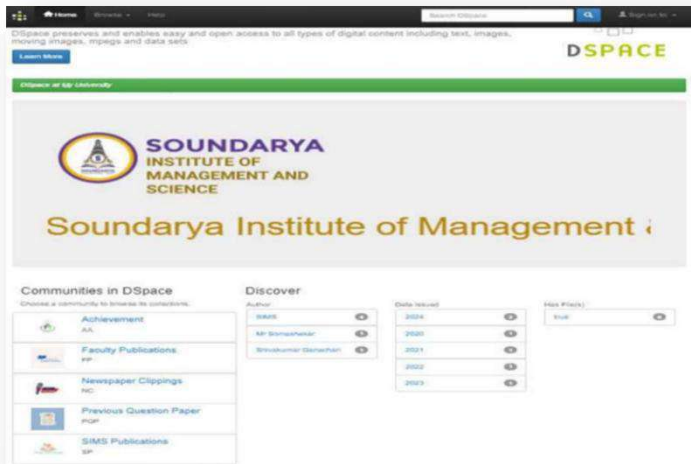 Home Browse Help
Search DSpace
Sign on to:
DSpace preserves and enables easy and open access to all types of digital content including text, images,
moving images, mpegs and data sets
Learn More
DSPACE
DSpace at My University
SOUNDARYA
INSTITUTE OF
MANAGEMENT AND
SCIENCE
Soundarya Institute of Management
Communities in DSpace
Choose a community to browse its collections.
Achievement
AA
Faculty Publications
FP
Newspaper Clippings
NC
Previous Question Paper
PQP
SIMS Publications
SP
Discover
Author
SIMS
Date issued
2024
2020
2021
2022
2023
Has File(s)
true